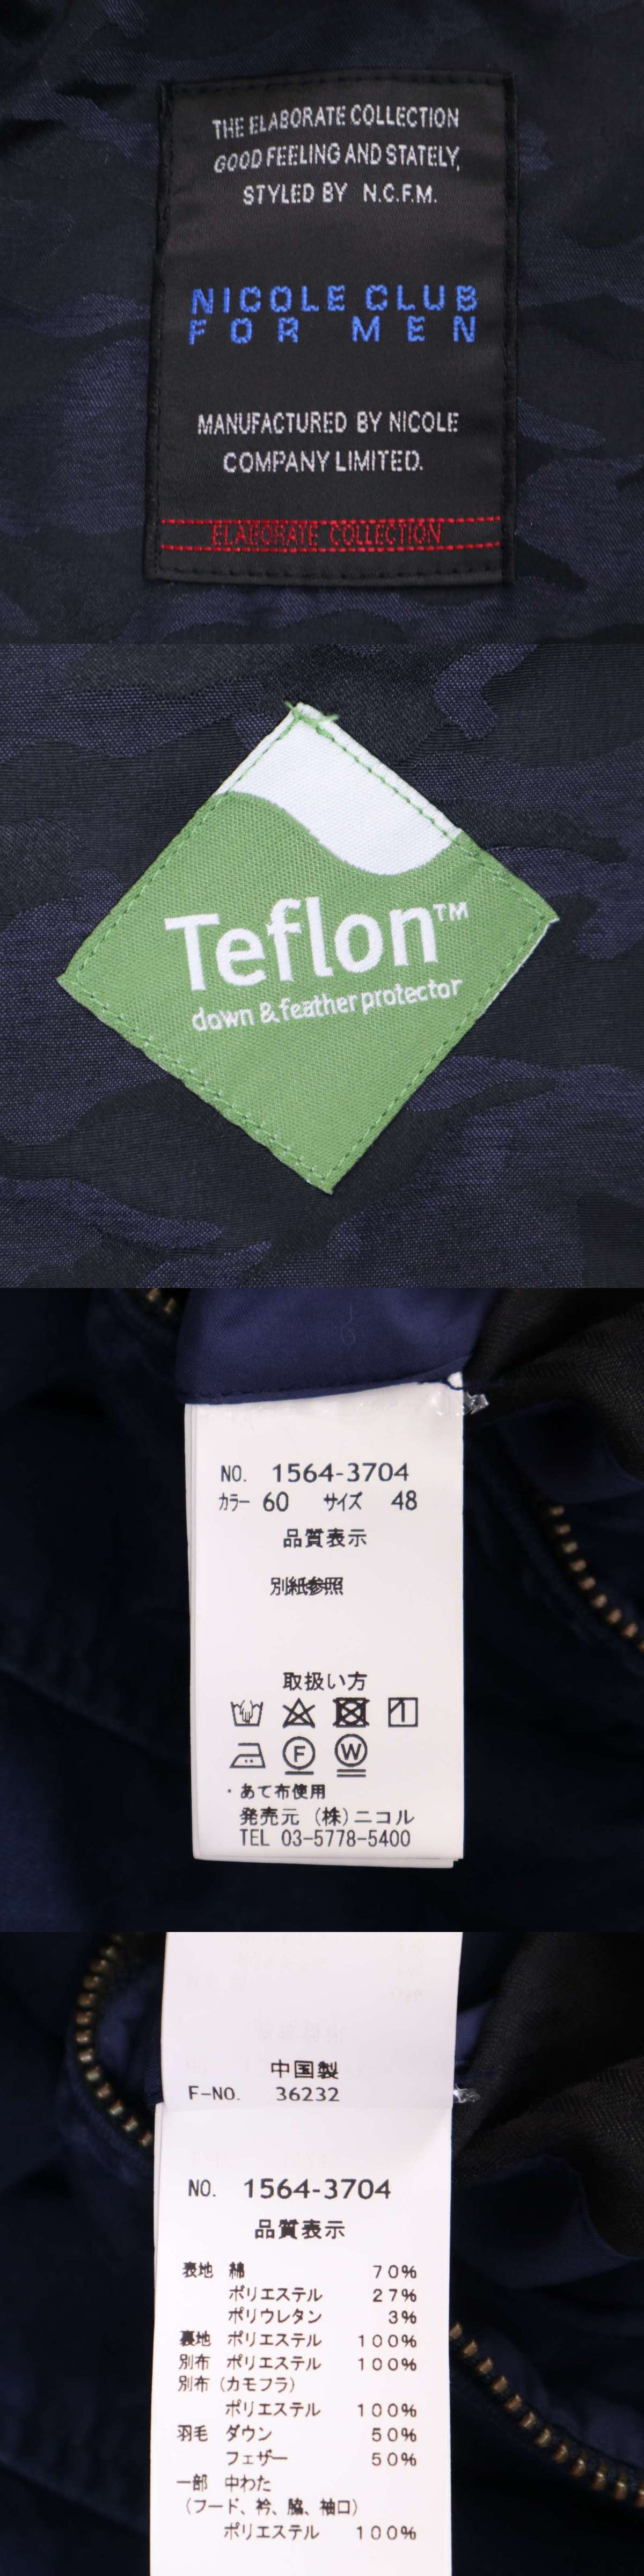 THE ELABORATE COLLECTION
GOOD FEELING AND STATELY,
STYLED BY N.C.F.M.
NICOLE CLUB
FOR MEN
MANUFACTURED BY NICOLE
COMPANY LIMITED.
ELABORATE COLLECTION
Teflon™
down & feather protector
NO. 1564-3704
カラー 60 サイズ 48
品質表示
別紙参照
取扱い方
F W
・あて布使用
発売元 (株)ニコル
TEL 03-5778-5400
中国製
F-NO. 36232
NO. 1564-3704
品質表示
表地 綿 70%
ポリエステル 27%
ポリウレタン 3%
裏地 ポリエステル 100%
別布 ポリエステル 100%
別布(カモフラ)
ポリエステル 100%
羽毛 ダウン 50%
フェザー 50%
一部 中わた
(フード、衿、脇、袖口)
ポリエステル 100%